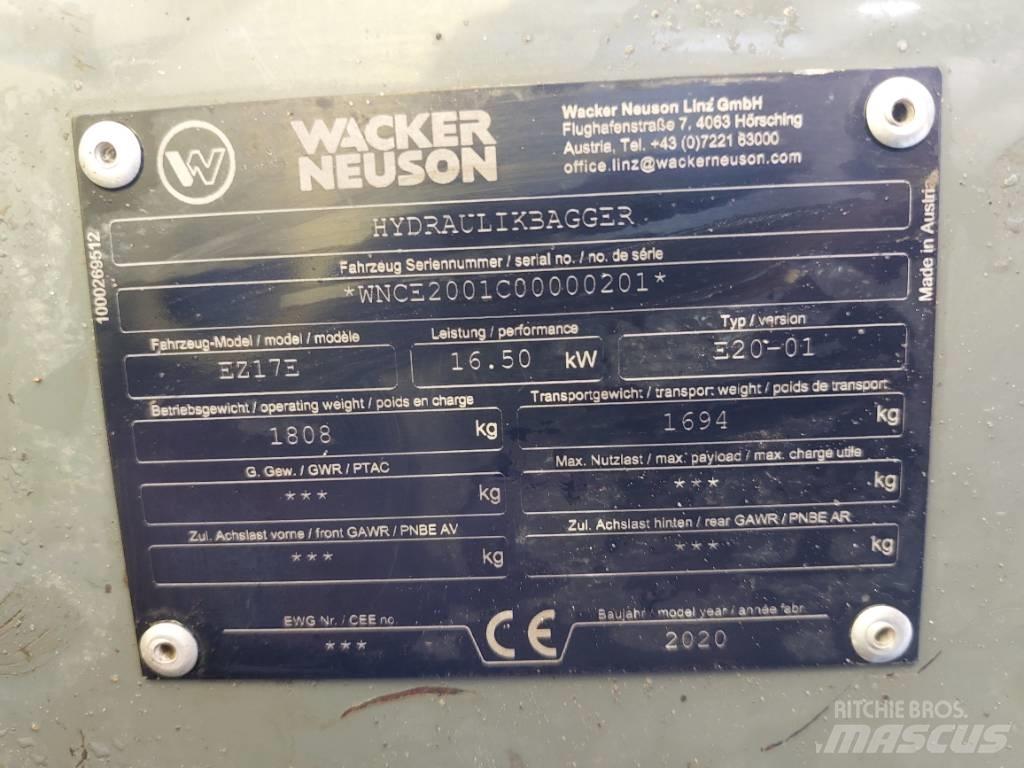 WACKER
NEUSON
Wacker Neuson Linz GmbH
Flughafenstraße 7, 4063 Hörsching
Austria, Tel. +43 (0)7221 63000
office.linz@wackerneuson.com
HYDRAULIKBAGGER
Fahrzeug Seriennummer / serial no. / no. de série
*WNCE2001C00000201*
Fahrzeug-Model / model / modèle
Leistung / performance
Typ / version
EZ17E
16.50 kW
E20-01
Betriebsgewicht / operating weight / poids en charge
Transportgewicht / transport weight / poids de transport
1808 kg
1694 kg
G. Gew. / GWR / PTAC
Max. Nutzlast / max. payload / max. charge utile
*** kg
*** kg
Zul. Achslast vorne / front GAWR / PNBE AV
Zul. Achslast hinten / rear GAWR / PNBE AR
*** kg
*** kg
EWG Nr. / CEE no.
***
CE
Baujahr / model year / année fabr.
2020
1000269512
Made in Austria
RITCHIE BROS.
MASCUS